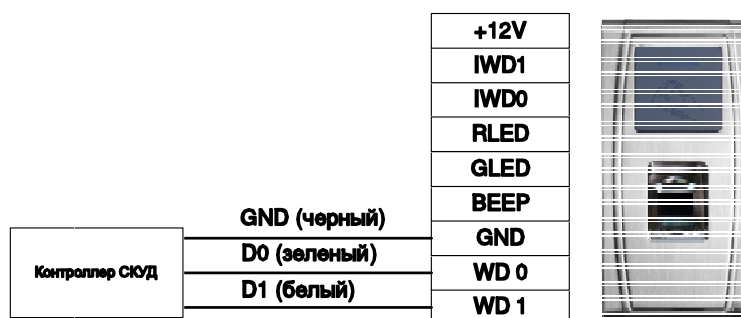 +12V
IWD1
IWD0
RLED
GLED
BEEP
GND (черный)
GND
D0 (зеленый)
Контроллер СКУД
WD 0
D1 (белый)
WD 1